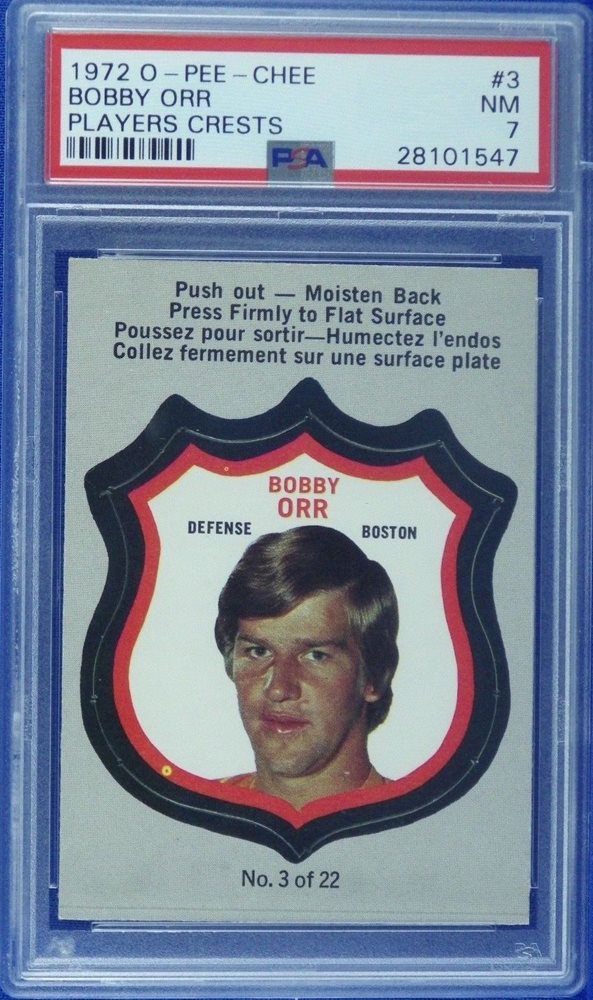 1972 O-PEE-CHEE #3
BOBBY ORR NM
PLAYERS CRESTS 7
PSA 28101547
Push out — Moisten Back
Press Firmly to Flat Surface
Poussez pour sortir—Humectez l'endos
Collez fermement sur une surface plate
BOBBY
ORR
DEFENSE BOSTON
No. 3 of 22